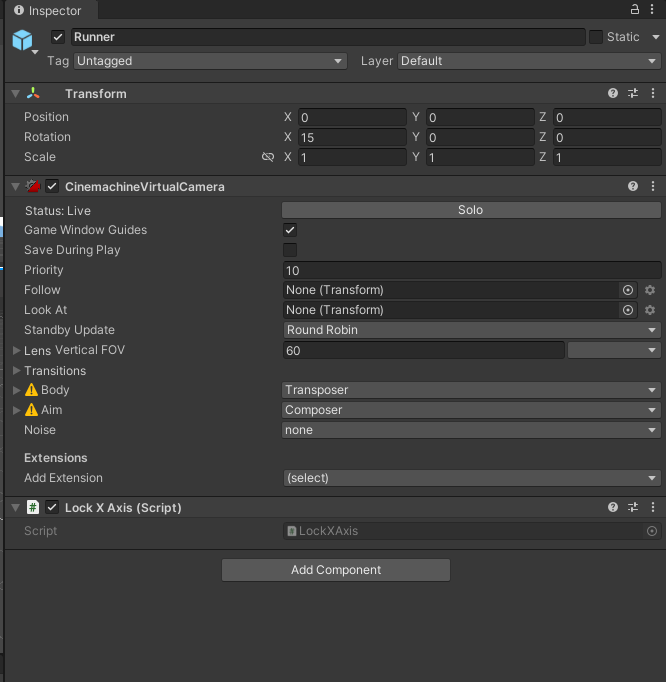 Inspector
Runner
Static
Tag Untagged Layer Default
Transform
Position X 0 Y 0 Z 0
Rotation X 15 Y 0 Z 0
Scale X 1 Y 1 Z 1
CinemachineVirtualCamera
Status: Live Solo
Game Window Guides
Save During Play
Priority 10
Follow None (Transform)
Look At None (Transform)
Standby Update Round Robin
Lens Vertical FOV 60
Transitions
Body Transposer
Aim Composer
Noise none
Extensions
Add Extension (select)
# Lock X Axis (Script)
Script # LockXAxis
Add Component